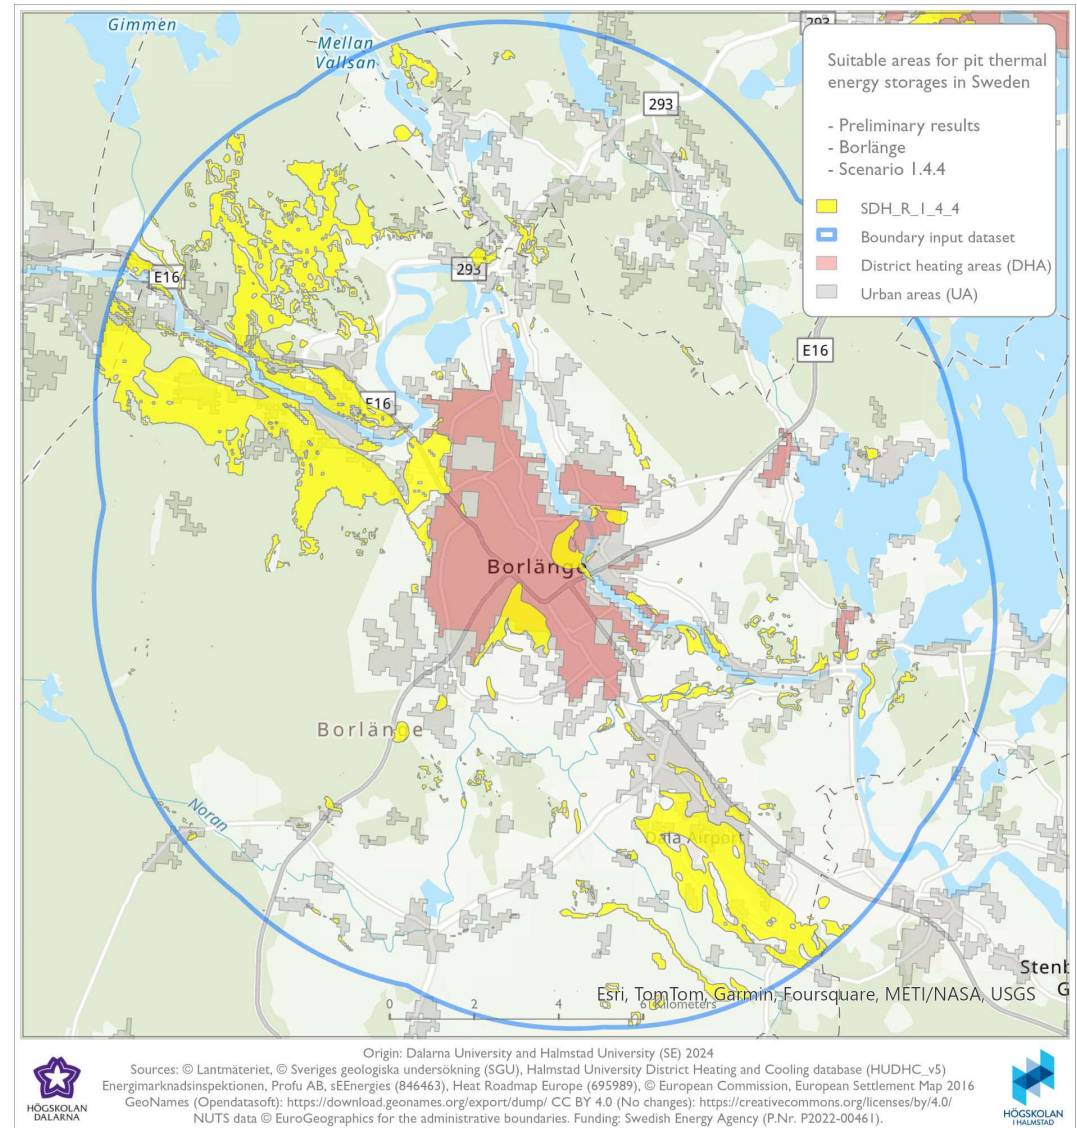 Gimmen
Mellan
Vallsan
293
293
Suitable areas for pit thermal
energy storages in Sweden
- Preliminary results
- Borlänge
- Scenario 1.4.4
SDH_R_1_4_4
Boundary input dataset
District heating areas (DHA)
Urban areas (UA)
E16
293
E16
E16
Borlänge
Borlänge
Noran
Dala Airport
Stenb
G
Esri, TomTom, Garmin, Foursquare, METI/NASA, USGS
0 2 4 6 Kilometers
Origin: Dalarna University and Halmstad University (SE) 2024
Sources: © Lantmäteriet, © Sveriges geologiska undersökning (SGU), Halmstad University District Heating and Cooling database (HUDHC_v5)
Energimarknadsinspektionen, Profu AB, sEEnergies (846463), Heat Roadmap Europe (695989), © European Commission, European Settlement Map 2016
GeoNames (Opendatasoft): https://download.geonames.org/export/dump/ CC BY 4.0 (No changes): https://creativecommons.org/licenses/by/4.0/
NUTS data © EuroGeographics for the administrative boundaries. Funding: Swedish Energy Agency (P.Nr. P2022-00461).
HÖGSKOLAN
DALARNA
HÖGSKOLAN
I HALMSTAD